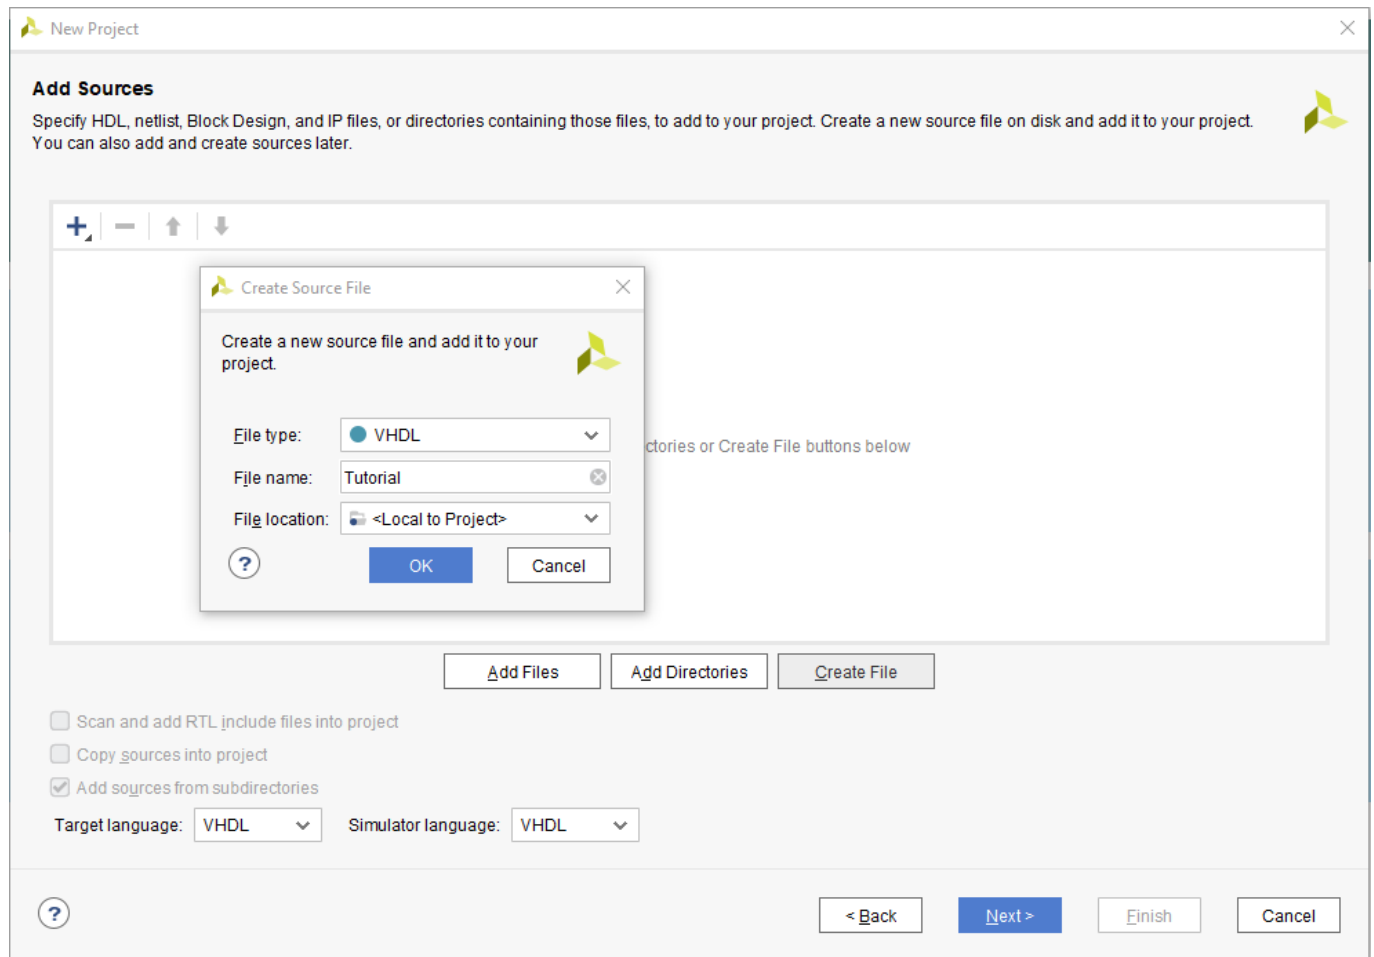 New Project
Add Sources
Specify HDL, netlist, Block Design, and IP files, or directories containing those files, to add to your project. Create a new source file on disk and add it to your project.
You can also add and create sources later.
Create Source File
Create a new source file and add it to your
project.
File type: VHDL
ctories or Create File buttons below
File name: Tutorial
File location: <Local to Project>
? OK Cancel
Add Files Add Directories Create File
Scan and add RTL include files into project
Copy sources into project
Add sources from subdirectories
Target language: VHDL Simulator language: VHDL
? < Back Next > Finish Cancel